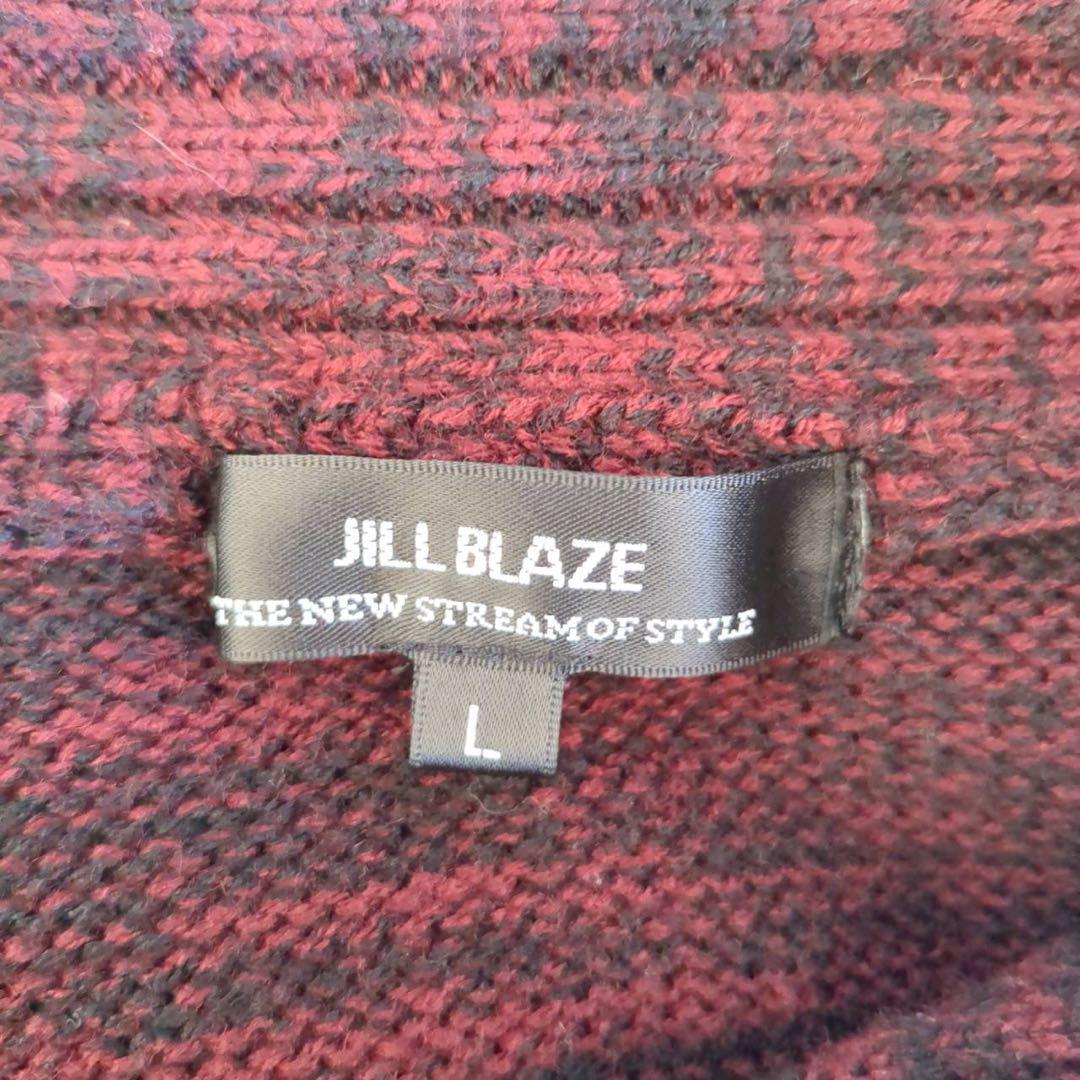 JILL BLAZE
THE NEW STREAM OF STYLE
L